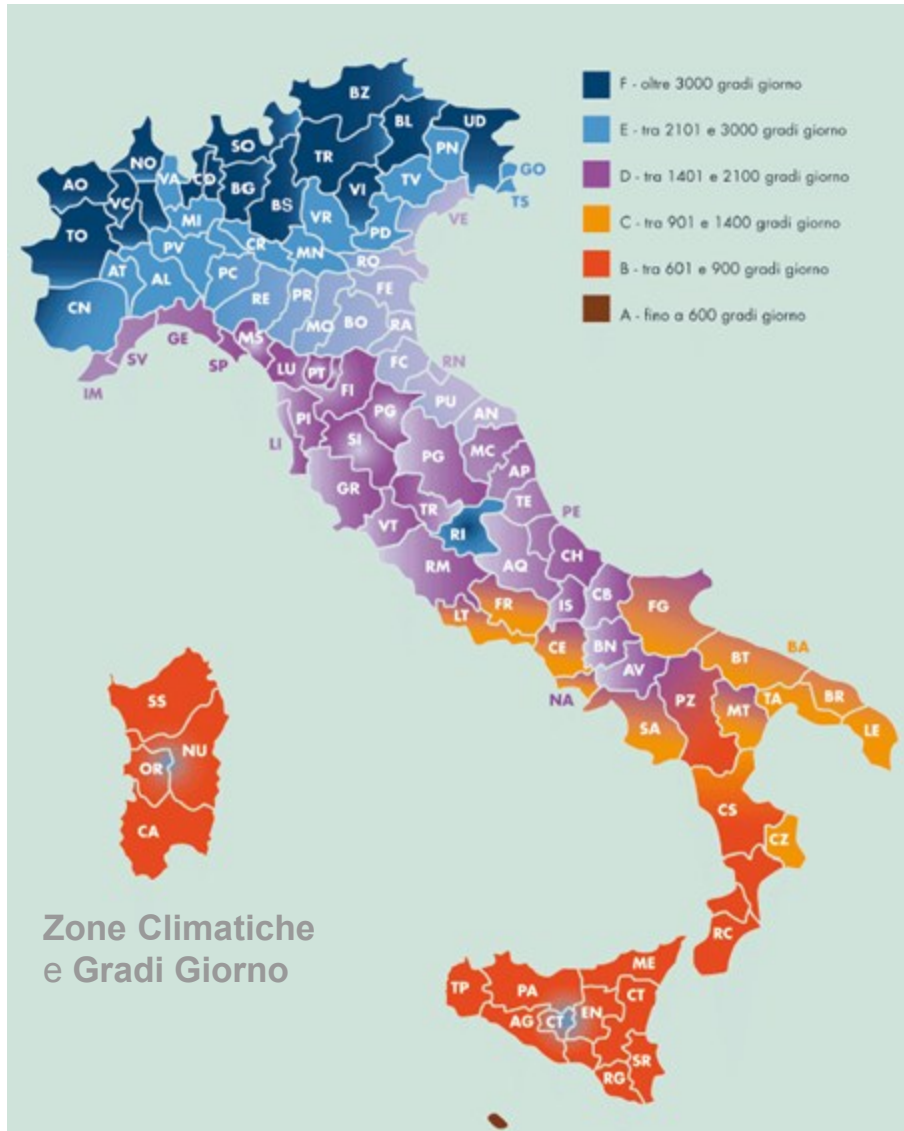 BZ
BL
UD
SO
PN
NO
TR
VA
CO
GO
AO
BG
VI
TV
VC
BS
TS
MI
VR
VE
TO
PD
PV
CR
MN
RO
AT
PC
AL
FE
RE
PR
CN
MO
BO
RA
MS
GE
SV
SP
LU
PT
FC
RN
IM
FI
PU
PI
PG
AN
LI
SI
PG
MC
AP
GR
TR
TE
PE
VT
RI
RM
AQ
CH
FR
IS
CB
FG
LT
CE
BN
BT
BA
AV
NA
PZ
MT
TA
BR
SA
LE
SS
NU
OR
CS
CA
CZ
RC
ME
TP
PA
CT
AG
CT
EN
SR
RG
F - oltre 3000 gradi giorno
E - tra 2101 e 3000 gradi giorno
D - tra 1401 e 2100 gradi giorno
C - tra 901 e 1400 gradi giorno
B - tra 601 e 900 gradi giorno
A - fino a 600 gradi giorno
Zone Climatiche
e Gradi Giorno